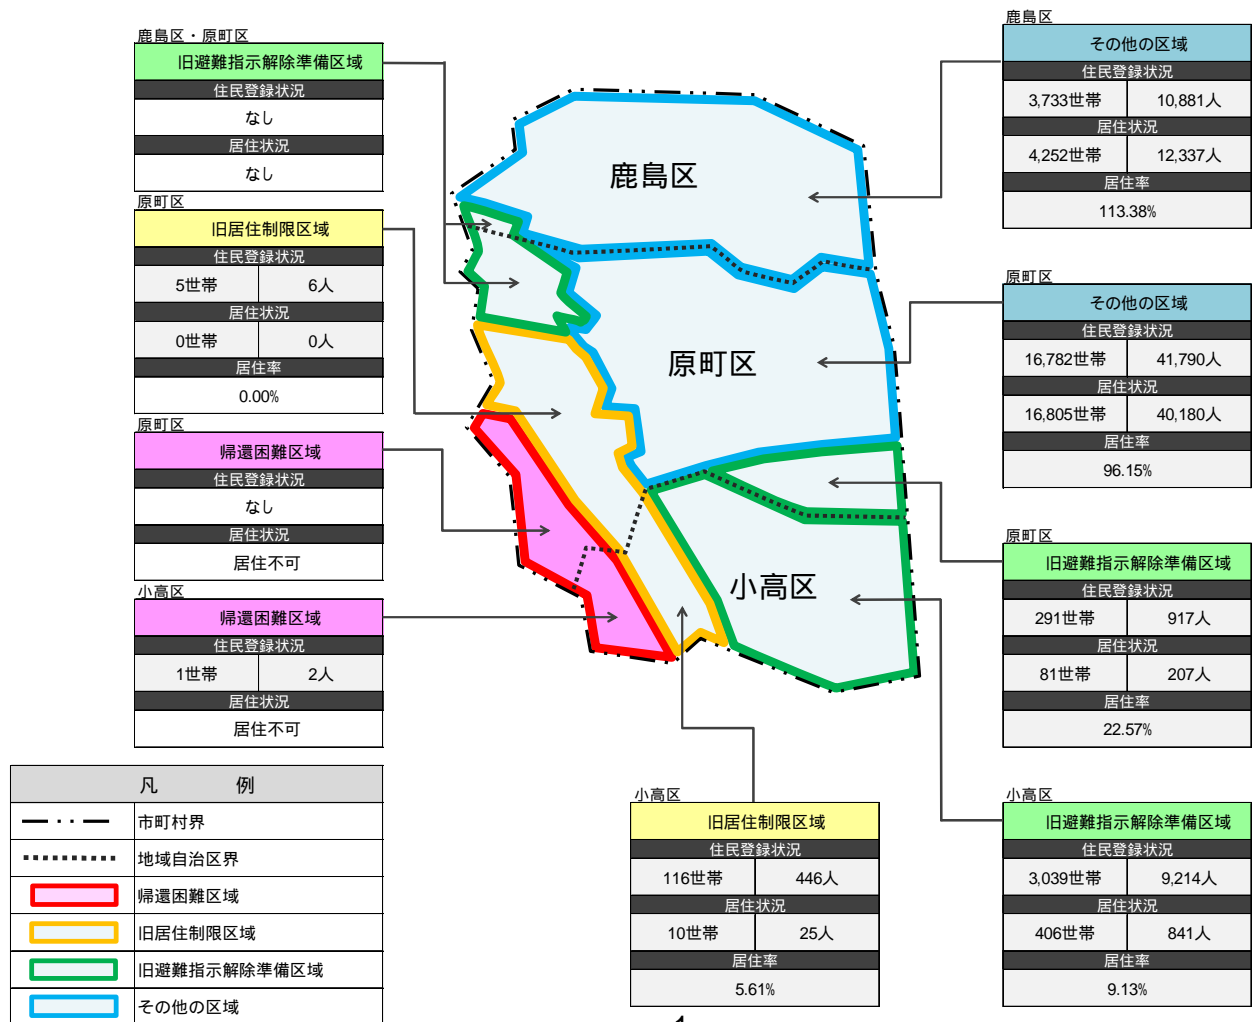 鹿島区・原町区
旧避難指示解除準備区域
住民登録状況
なし
居住状況
なし
原町区
旧居住制限区域
住民登録状況
5世帯 6人
居住状況
0世帯 0人
居住率
0.00%
原町区
帰還困難区域
住民登録状況
なし
居住状況
居住不可
小高区
帰還困難区域
住民登録状況
1世帯 2人
居住状況
居住不可
凡 例
市町村界
地域自治区界
帰還困難区域
旧居住制限区域
旧避難指示解除準備区域
その他の区域
鹿島区
原町区
小高区
小高区
旧居住制限区域
住民登録状況
116世帯 446人
居住状況
10世帯 25人
居住率
5.61%
鹿島区
その他の区域
住民登録状況
3,733世帯 10,881人
居住状況
4,252世帯 12,337人
居住率
113.38%
原町区
その他の区域
住民登録状況
16,782世帯 41,790人
居住状況
16,805世帯 40,180人
居住率
96.15%
原町区
旧避難指示解除準備区域
住民登録状況
291世帯 917人
居住状況
81世帯 207人
居住率
22.57%
小高区
旧避難指示解除準備区域
住民登録状況
3,039世帯 9,214人
居住状況
406世帯 841人
居住率
9.13%